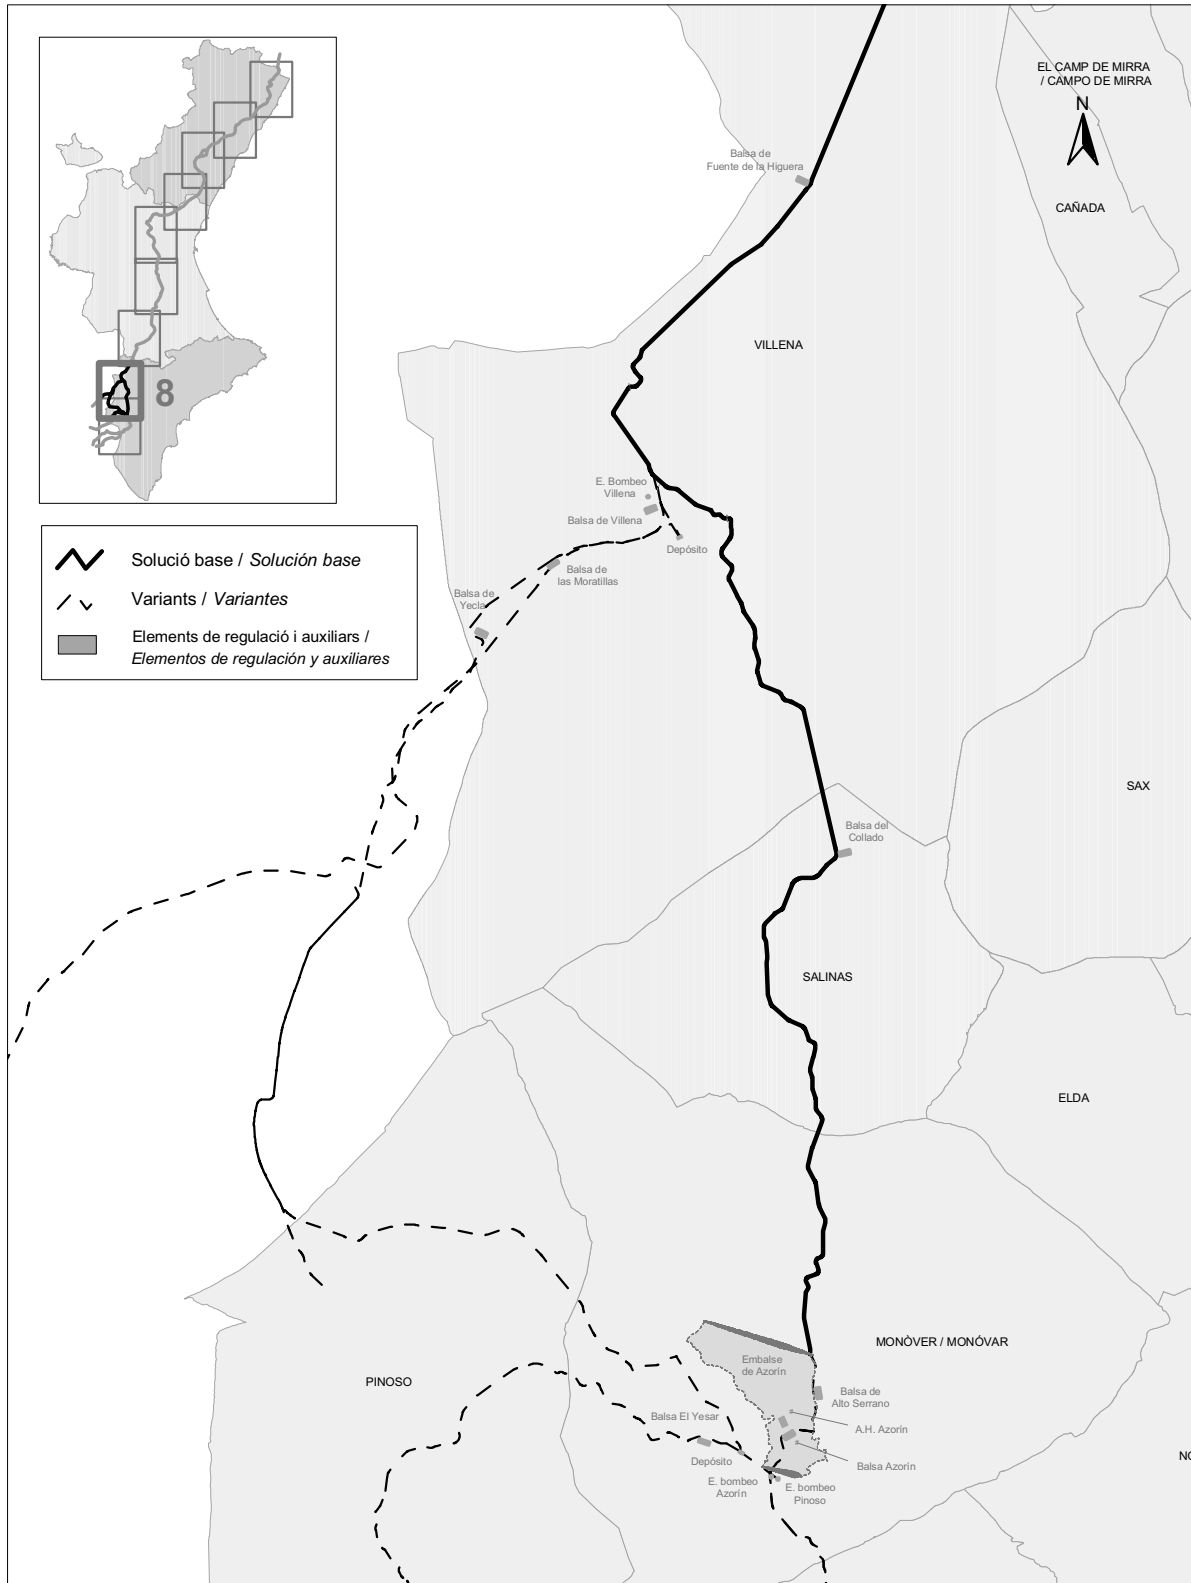 EL CAMP DE MIRRA
/ CAMPO DE MIRRA
N
Balsa de
Fuente de la Higuera
CAÑADA
VILLENA
8
E. Bombeo
Villena
Balsa de Villena
Depósito
Solució base / Solución base
Variants / Variantes
Elements de regulació i auxiliars /
Elementos de regulación y auxiliares
Balsa de
las Moratillas
Balsa de
Yecla
SAX
Balsa del
Collado
SALINAS
ELDA
MONÒVER / MONÓVAR
Embalse
de Azorín
PINOSO
Balsa de
Alto Serrano
Balsa El Yesar
A.H. Azorín
Depósito
Balsa Azorín
E. bombeo
Azorín
E. bombeo
Pinoso
NO